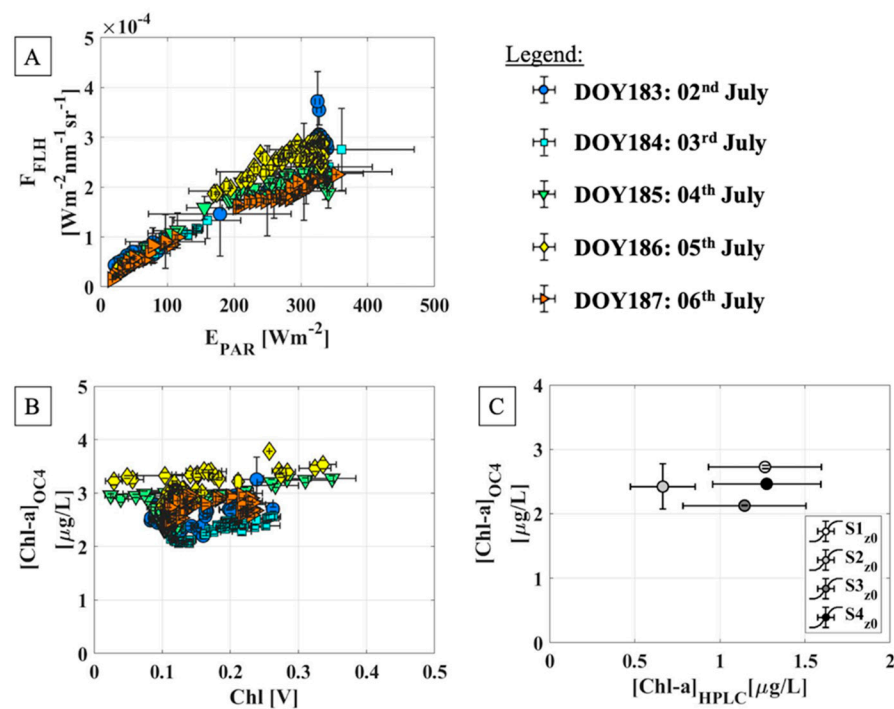 A
×10⁻⁴
5
4
3
2
1
0
F_FLH
[Wm⁻²nm⁻¹sr⁻¹]
0 100 200 300 400 500
E_PAR [Wm⁻²]
Legend:
DOY183: 02ⁿᵈ July
DOY184: 03ʳᵈ July
DOY185: 04ᵗʰ July
DOY186: 05ᵗʰ July
DOY187: 06ᵗʰ July
B
5
4
3
2
1
0
[Chl-a]_OC4
[µg/L]
0 0.1 0.2 0.3 0.4 0.5
Chl [V]
C
4
3
2
1
0
[Chl-a]_OC4
[µg/L]
S1_z0
S2_z0
S3_z0
S4_z0
0 0.5 1 1.5 2
[Chl-a]_HPLC[µg/L]